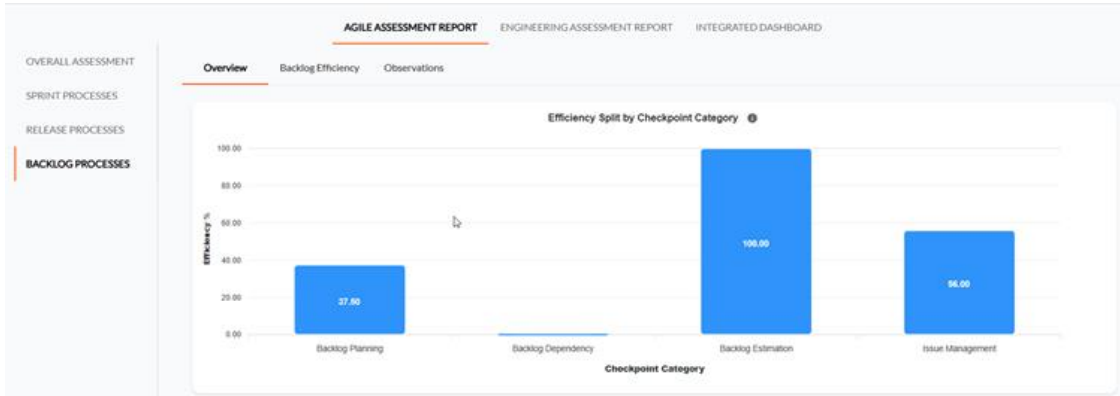 AGILE ASSESSMENT REPORT ENGINEERING ASSESSMENT REPORT INTEGRATED DASHBOARD
OVERALL ASSESSMENT
SPRINT PROCESSES
RELEASE PROCESSES
BACKLOG PROCESSES
Overview Backlog Efficiency Observations
Efficiency Split by Checkpoint Category
Efficiency %
100.00
80.00
60.00
40.00
20.00
0.00
37.50
100.00
56.00
Backlog Planning Backlog Dependency Backlog Estimation Issue Management
Checkpoint Category